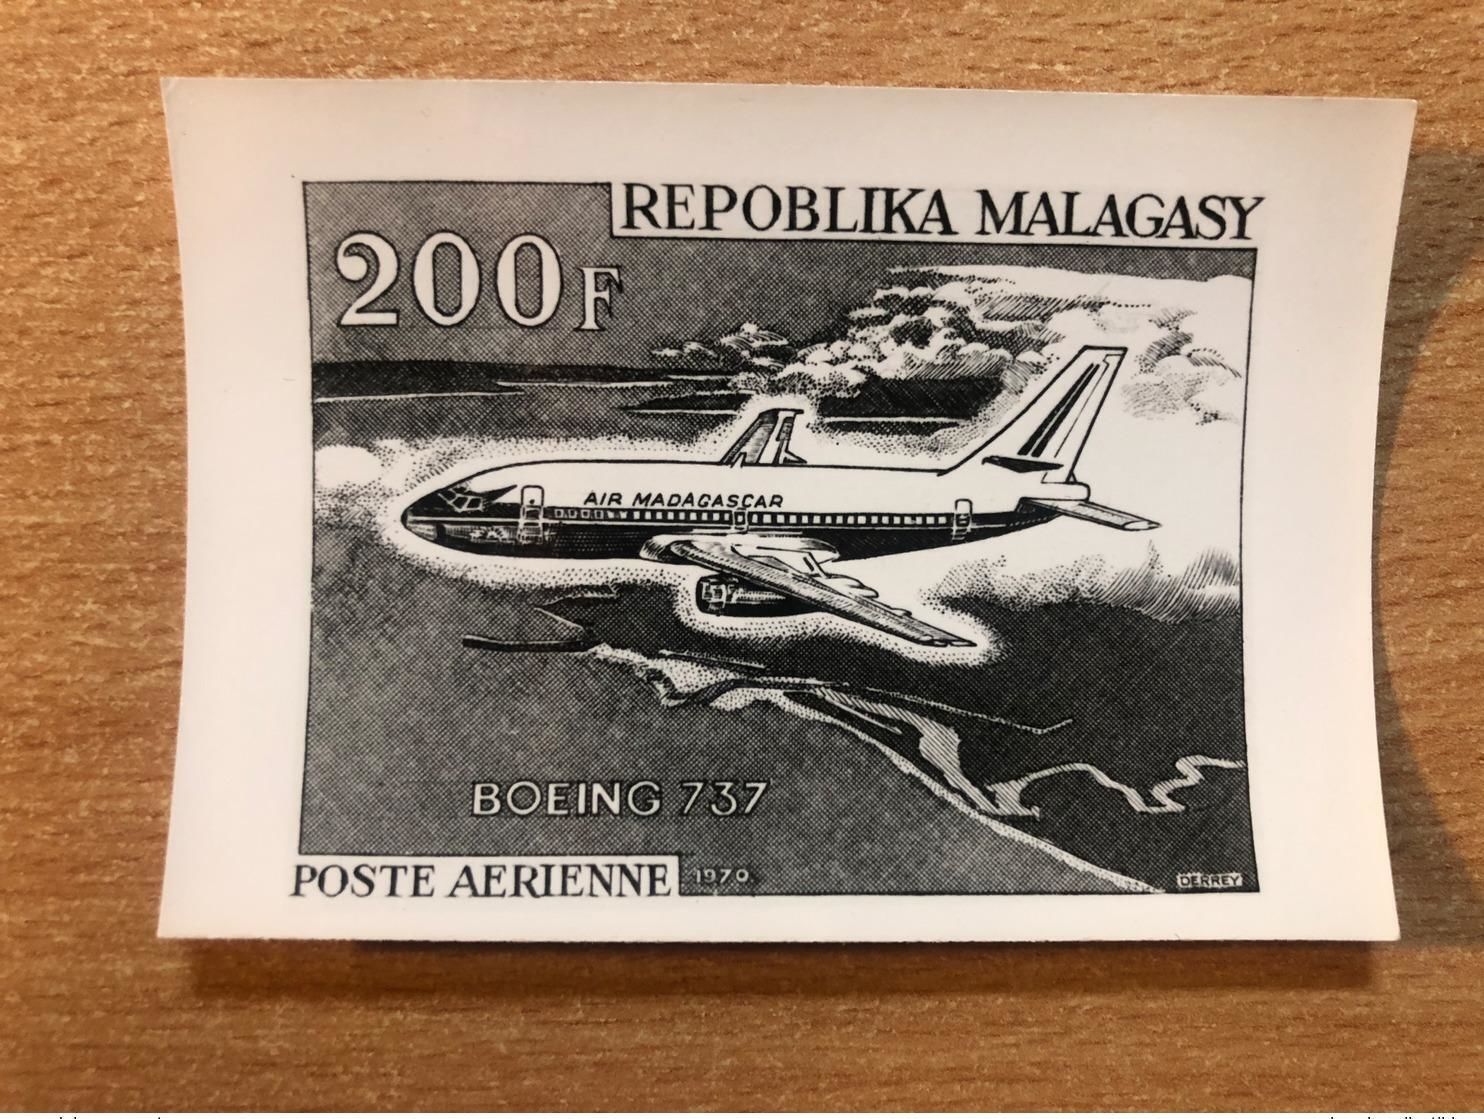 REPOBLIKA MALAGASY
200F
AIR MADAGASCAR
BOEING 737
POSTE AERIENNE 1970
DERREY